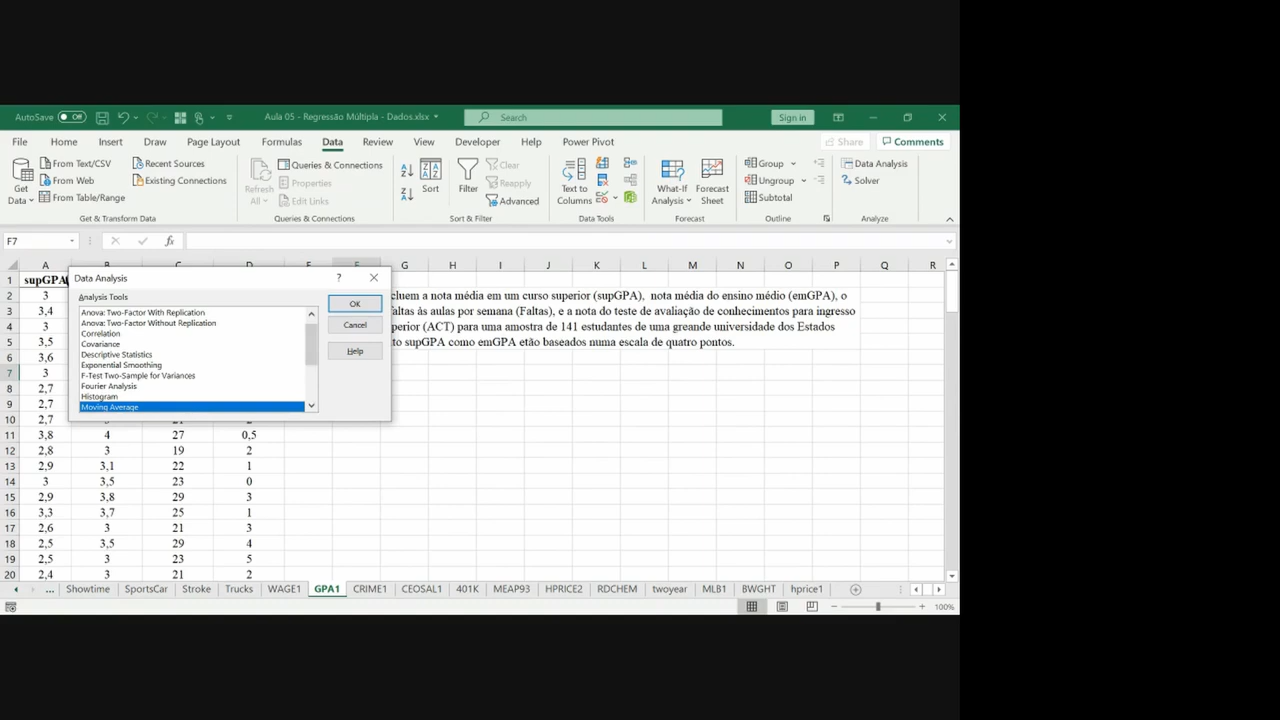 AutoSave Off Aula 05 - Regressão Múltipla - Dados.xlsx Search Sign in
File Home Insert Draw Page Layout Formulas Data Review View Developer Help Power Pivot Share Comments
Get Data
From Text/CSV
From Web
From Table/Range
Recent Sources
Existing Connections
Get & Transform Data
Refresh All
Queries & Connections
Properties
Edit Links
Queries & Connections
Sort
Filter
Clear
Reapply
Advanced
Sort & Filter
Text to Columns
Data Tools
What-If Analysis
Forecast Sheet
Forecast
Group
Ungroup
Subtotal
Outline
Data Analysis
Solver
Analyze
F7 fx
A B C D E F G H I J K L M N O P Q R
1 supGPA
2 3
3 3,4
4 3
5 3,5
6 3,6
7 3
8 2,7
9 2,7
10 2,7
11 3,8 4 27 0,5
12 2,8 3 19 2
13 2,9 3,1 22 1
14 3 3,5 23 0
15 2,9 3,8 29 3
16 3,3 3,7 25 1
17 2,6 3 21 3
18 2,5 3,5 29 4
19 2,5 3 23 5
20 2,4 3 21 2
cluem a nota média em um curso superior (supGPA), nota média do ensino médio (emGPA), o
faltas às aulas por semana (Faltas), e a nota do teste de avaliação de conhecimentos para ingresso
perior (ACT) para uma amostra de 141 estudantes de uma greande universidade dos Estados
to supGPA como emGPA etão baseados numa escala de quatro pontos.
Data Analysis ?
Analysis Tools
Anova: Two-Factor With Replication
Anova: Two-Factor Without Replication
Correlation
Covariance
Descriptive Statistics
Exponential Smoothing
F-Test Two-Sample for Variances
Fourier Analysis
Histogram
Moving Average
OK
Cancel
Help
... Showtime SportsCar Stroke Trucks WAGE1 GPA1 CRIME1 CEOSAL1 401K MEAP93 HPRICE2 RDCHEM twoyear MLB1 BWGHT hprice1
100%